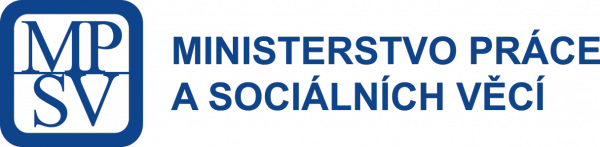 MP
SV
MINISTERSTVO PRÁCE
A SOCIÁLNÍCH VĚCÍ